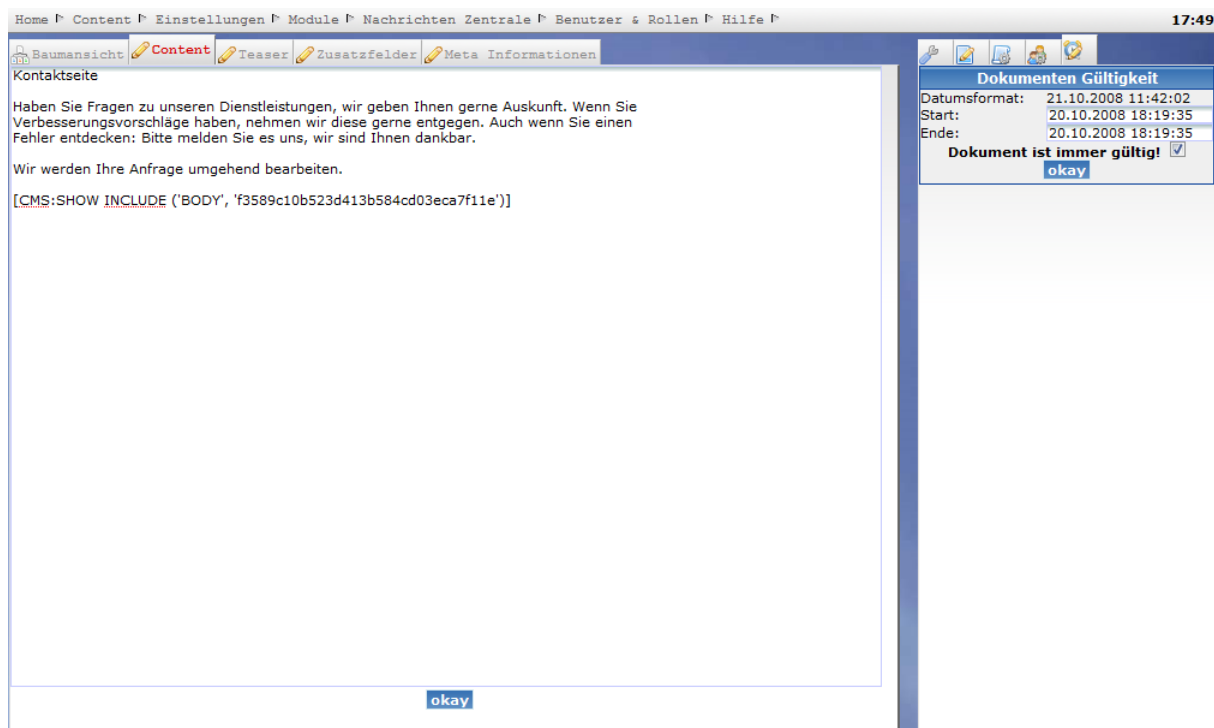 Home Content Einstellungen Module Nachrichten Zentrale Benutzer & Rollen Hilfe 17:49
Baumansicht Content Teaser Zusatzfelder Meta Informationen
Kontaktseite
Haben Sie Fragen zu unseren Dienstleistungen, wir geben Ihnen gerne Auskunft. Wenn Sie
Verbesserungsvorschläge haben, nehmen wir diese gerne entgegen. Auch wenn Sie einen
Fehler entdecken: Bitte melden Sie es uns, wir sind Ihnen dankbar.
Wir werden Ihre Anfrage umgehend bearbeiten.
[CMS:SHOW INCLUDE ('BODY', 'f3589c10b523d413b584cd03eca7f11e')]
okay
Dokumenten Gültigkeit
Datumsformat: 21.10.2008 11:42:02
Start: 20.10.2008 18:19:35
Ende: 20.10.2008 18:19:35
Dokument ist immer gültig!
okay